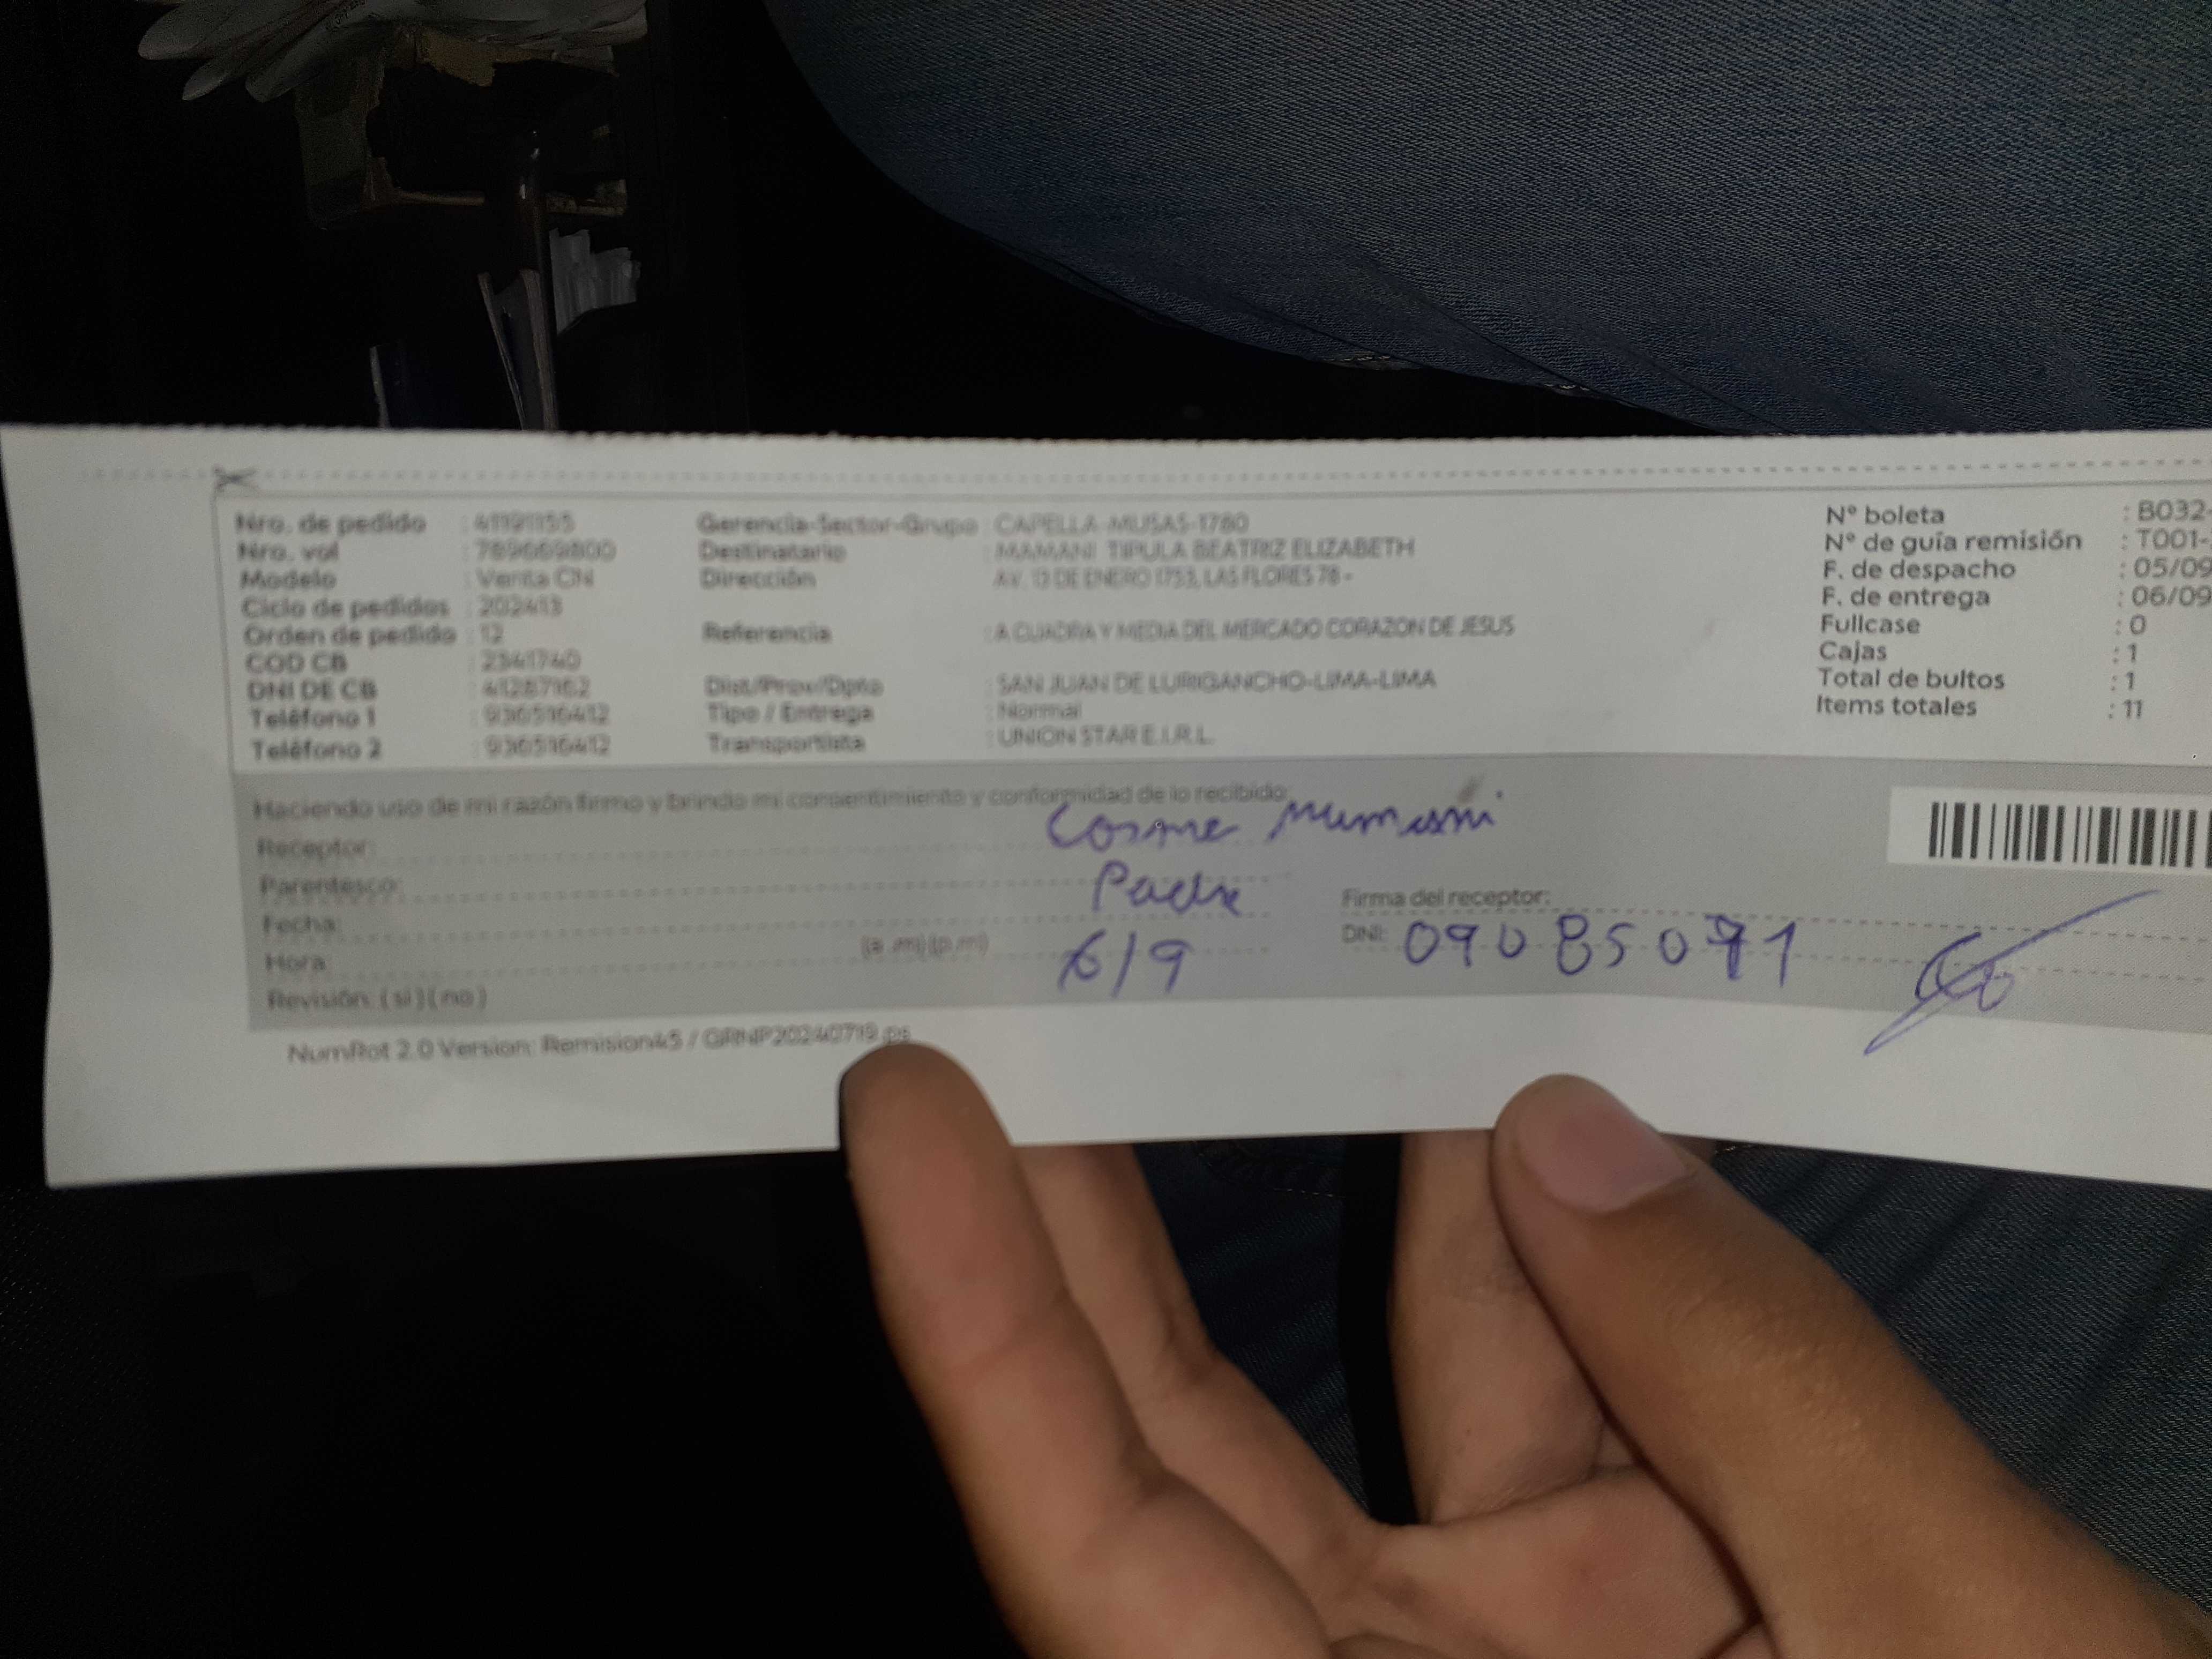 Nro. de pedido : 41191155 Gerencia-Sector-Grupo : CAPELLA-MUSAS-1780 N° boleta : B032-
Nro. vol : 789669800 Destinatario : MAMANI TIPULA BEATRIZ ELIZABETH N° de guía remisión : T001-
Modelo : Venta CN Dirección AV. 13 DE ENERO 1753, LAS FLORES 78 - F. de despacho : 05/09
Ciclo de pedidos : 202413 F. de entrega : 06/09
Orden de pedido : 12 Referencia : A CUADRA Y MEDIA DEL MERCADO CORAZON DE JESUS Fullcase : 0
COD CB : 2341740 Cajas : 1
DNI DE CB : 41287162 Dist/Prov/Dpto : SAN JUAN DE LURIGANCHO-LIMA-LIMA Total de bultos : 1
Teléfono 1 : 936516412 Tipo / Entrega : Normal Items totales : 11
Teléfono 2 : 936516412 Transportista : UNION STAR E.I.R.L.
Haciendo uso de mi razón firmo y brindo mi consentimiento y conformidad de lo recibido:
Receptor: Cosme Mamani
Parentesco: Padre Firma del receptor:
Fecha: 6/9 DNI:
Hora: (a .m) (p.m)
Revisión: ( si ) ( no )
NumRot 2.0 Version: Remision45 / GRNP20240719.ps